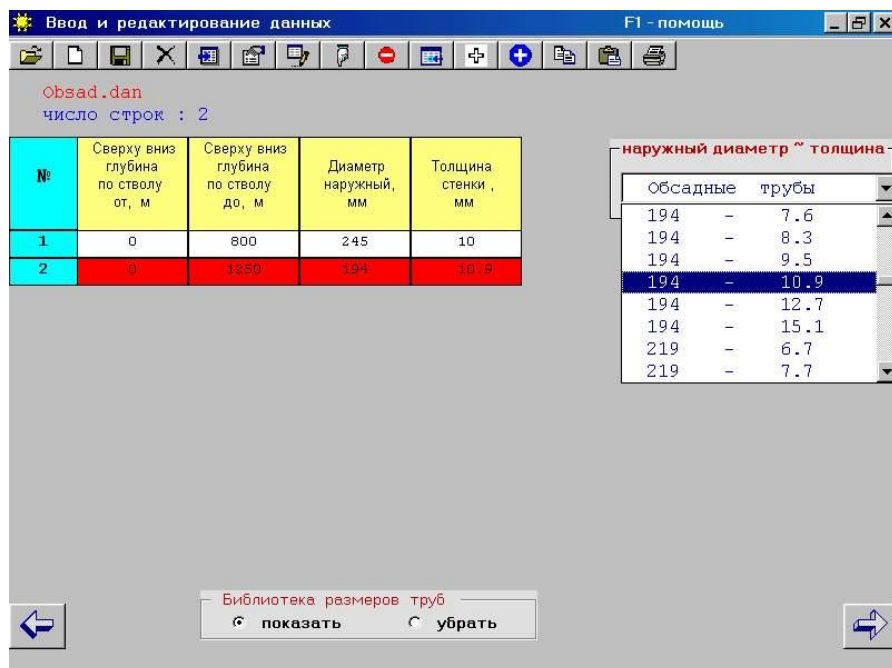 Ввод и редактирование данных F1 - помощь
Obsad.dan
число строк : 2
№ Сверху вниз глубина по стволу от, м Сверху вниз глубина по стволу до, м Диаметр наружный, мм Толщина стенки , мм
1 0 800 245 10
2 0 1250 194 10.9
наружный диаметр ~ толщина
Обсадные трубы
194 - 7.6
194 - 8.3
194 - 9.5
194 - 10.9
194 - 12.7
194 - 15.1
219 - 6.7
219 - 7.7
Библиотека размеров труб
показать убрать